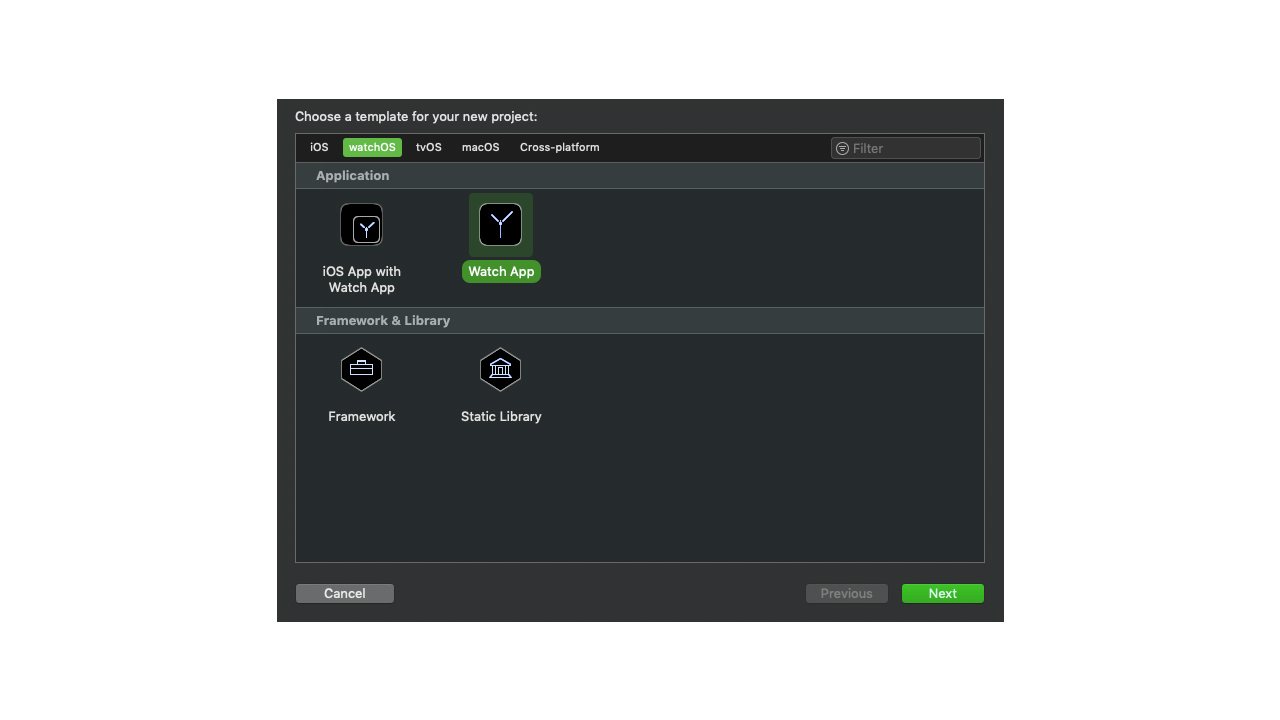 Choose a template for your new project:
iOS watchOS tvOS macOS Cross-platform Filter
Application
iOS App with
Watch App
Watch App
Framework & Library
Framework Static Library
Cancel Previous Next